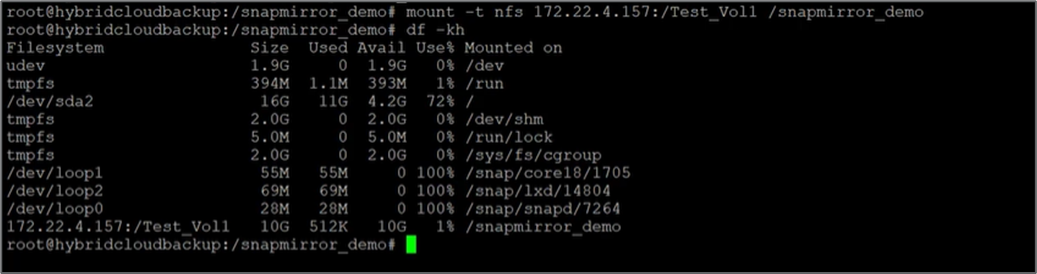 root@hybridcloudbackup:/snapmirror_demo# mount -t nfs 172.22.4.157:/Test_Vol1 /snapmirror_demo
root@hybridcloudbackup:/snapmirror_demo# df -kh
Filesystem Size Used Avail Use% Mounted on
udev 1.9G 0 1.9G 0% /dev
tmpfs 394M 1.1M 393M 1% /run
/dev/sda2 16G 11G 4.2G 72% /
tmpfs 2.0G 0 2.0G 0% /dev/shm
tmpfs 5.0M 0 5.0M 0% /run/lock
tmpfs 2.0G 0 2.0G 0% /sys/fs/cgroup
/dev/loop1 55M 55M 0 100% /snap/core18/1705
/dev/loop2 69M 69M 0 100% /snap/lxd/14804
/dev/loop0 28M 28M 0 100% /snap/snapd/7264
172.22.4.157:/Test_Vol1 10G 512K 10G 1% /snapmirror_demo
root@hybridcloudbackup:/snapmirror_demo#